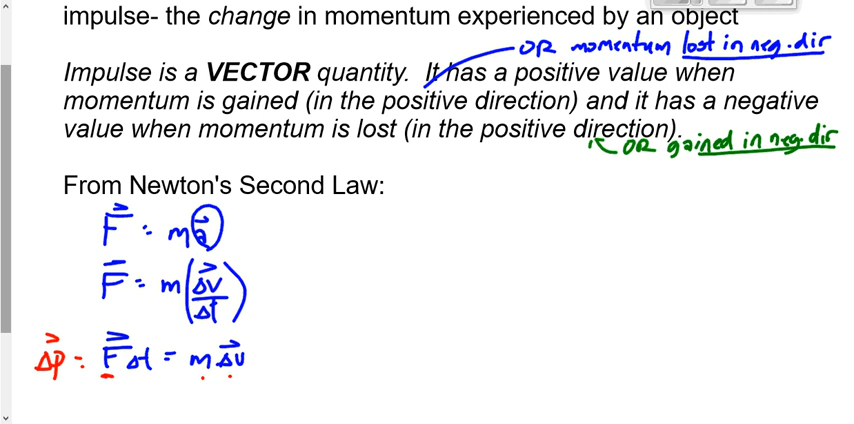 impulse- the change in momentum experienced by an object
OR momentum lost in neg. dir
Impulse is a VECTOR quantity. It has a positive value when
momentum is gained (in the positive direction) and it has a negative
value when momentum is lost (in the positive direction).
OR gained in neg. dir
From Newton's Second Law:
F = ma
F = m(Δv/Δt)
Δp = FΔt = mΔv